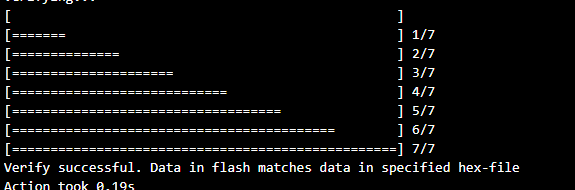 Verifying...
[                                                  ]
[=======                                           ] 1/7
[==============                                    ] 2/7
[=====================                             ] 3/7
[============================                      ] 4/7
[===================================               ] 5/7
[==========================================        ] 6/7
[==================================================] 7/7
Verify successful. Data in flash matches data in specified hex-file
Action took 0.19s